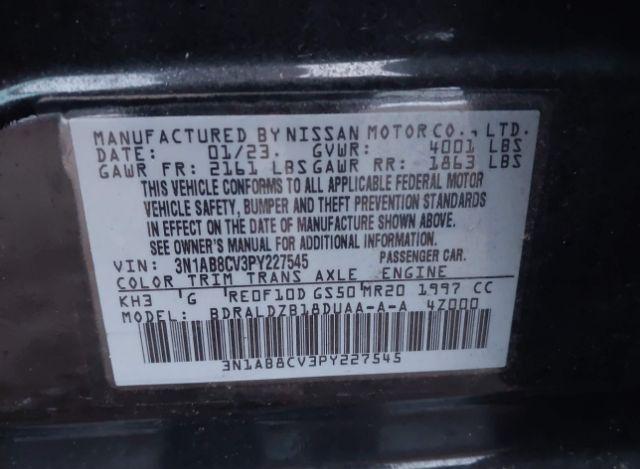 MANUFACTURED BY NISSAN MOTOR CO., LTD.
DATE: 01/23. GVWR: 4001 LBS
GAWR FR: 2161 LBS GAWR RR: 1863 LBS
THIS VEHICLE CONFORMS TO ALL APPLICABLE FEDERAL MOTOR
VEHICLE SAFETY, BUMPER AND THEFT PREVENTION STANDARDS
IN EFFECT ON THE DATE OF MANUFACTURE SHOWN ABOVE.
SEE OWNER'S MANUAL FOR ADDITIONAL INFORMATION.
VIN: 3N1AB8CV3PY227545 PASSENGER CAR.
COLOR TRIM TRANS AXLE ENGINE
KH3 G RE0F10D GS50 MR20 1997 CC
MODEL: BDRALDZB18DUAA-A-A 4Z000
3N1AB8CV3PY227545